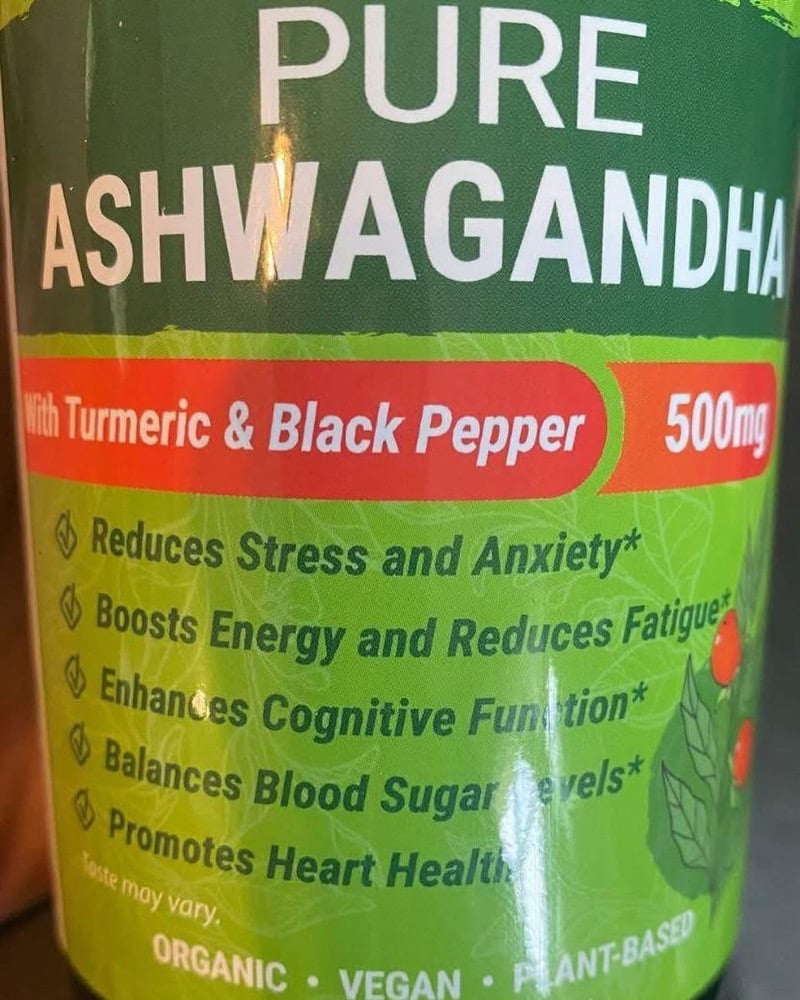 PURE
ASHWAGANDHA
With Turmeric & Black Pepper 500mg
Reduces Stress and Anxiety*
Boosts Energy and Reduces Fatigue*
Enhances Cognitive Function*
Balances Blood Sugar Levels*
Promotes Heart Health
Taste may vary.
ORGANIC • VEGAN • PLANT-BASED